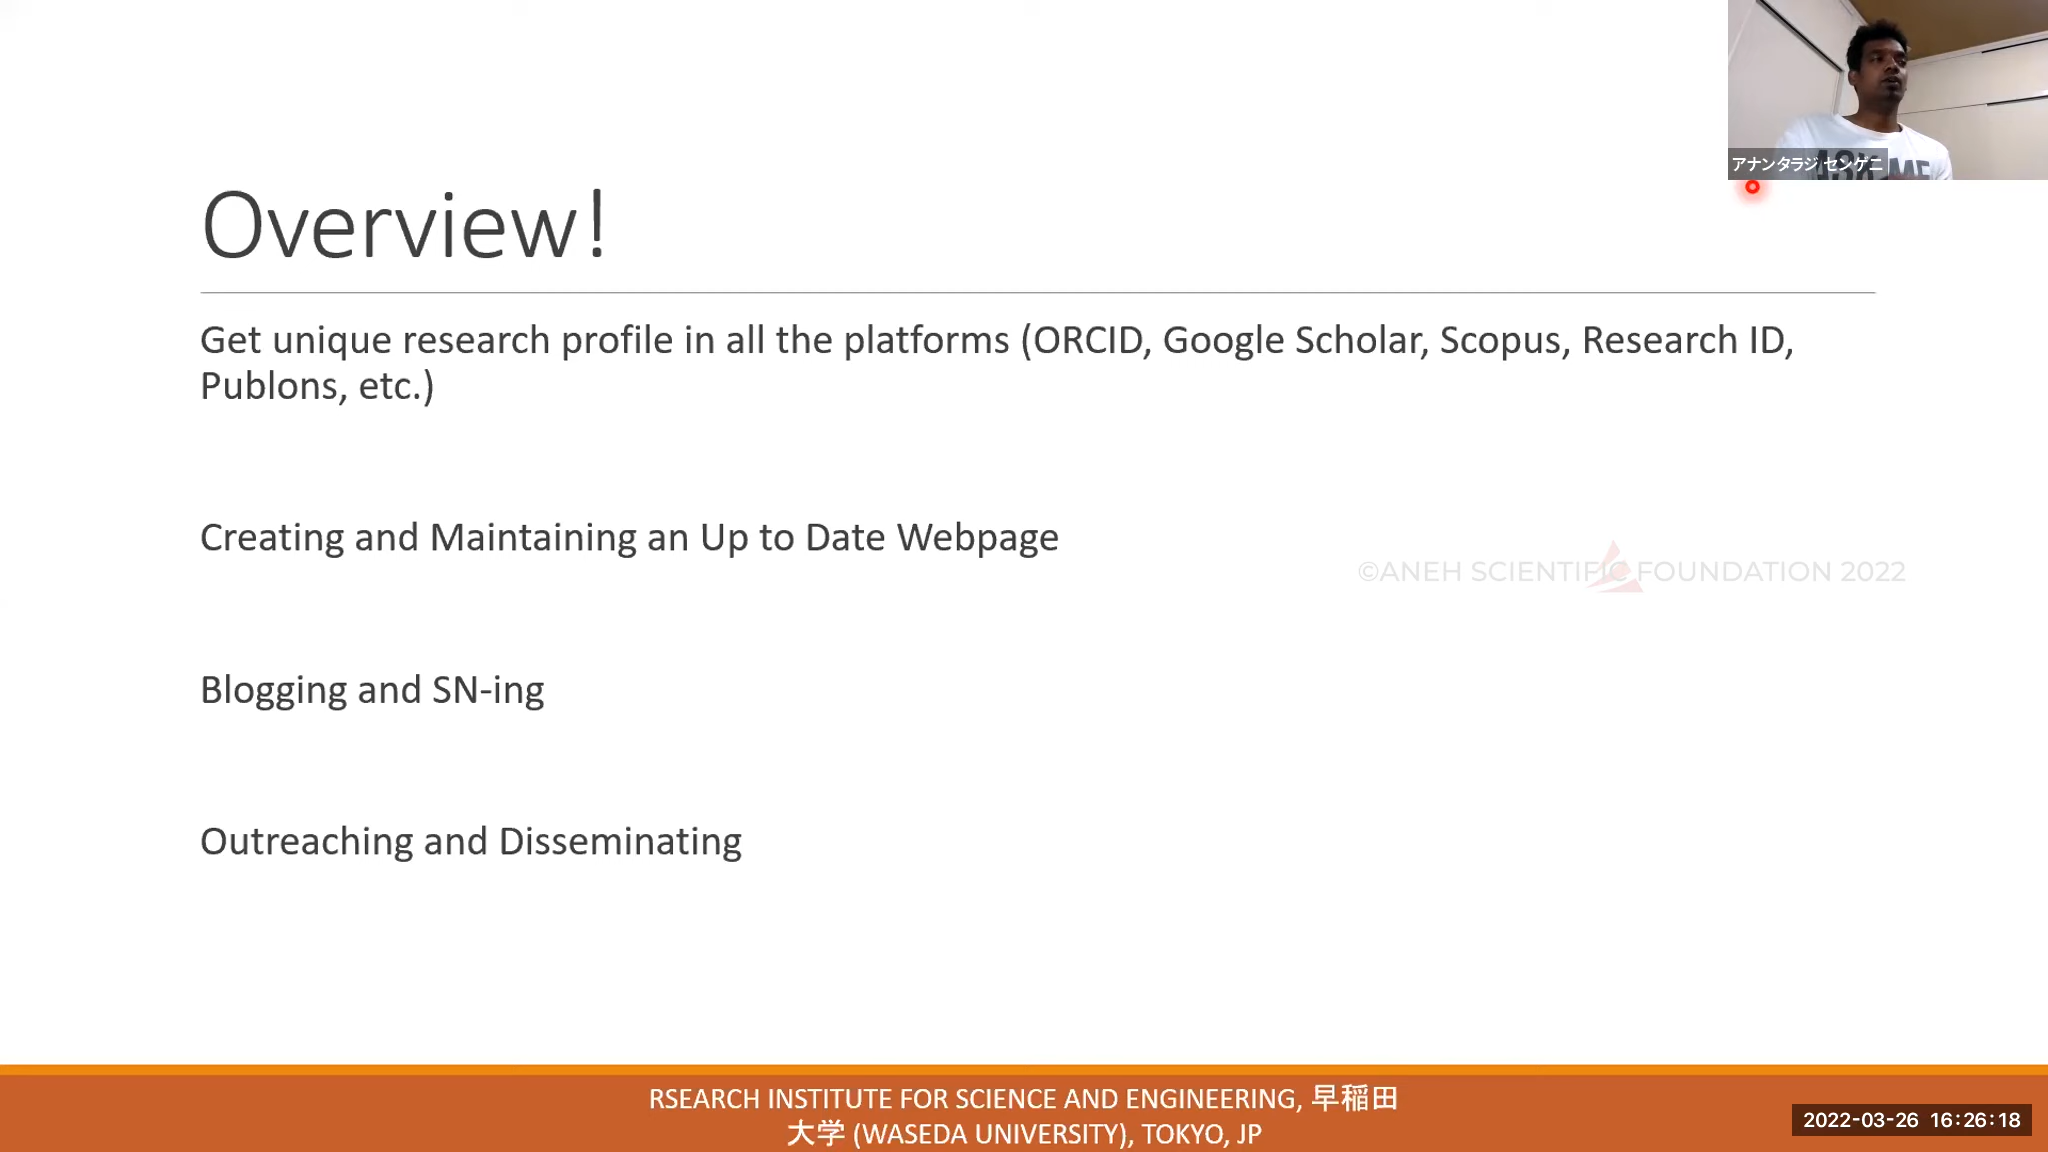 アナンタラジ センゲニ
ASK ME
Overview!
Get unique research profile in all the platforms (ORCID, Google Scholar, Scopus, Research ID,
Publons, etc.)
Creating and Maintaining an Up to Date Webpage
©ANEH SCIENTIFIC FOUNDATION 2022
Blogging and SN-ing
Outreaching and Disseminating
RSEARCH INSTITUTE FOR SCIENCE AND ENGINEERING, 早稲田
大学 (WASEDA UNIVERSITY), TOKYO, JP
2022-03-26 16:26:18